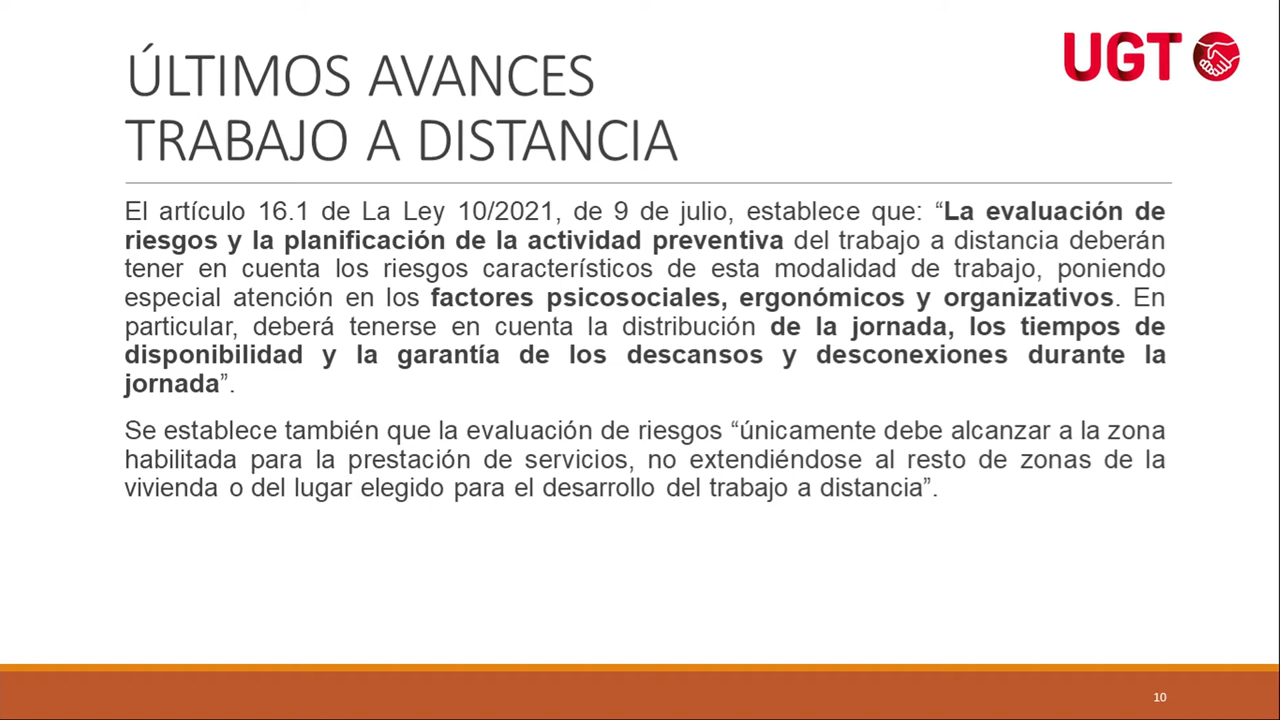 ÚLTIMOS AVANCES
TRABAJO A DISTANCIA
UGT
El artículo 16.1 de La Ley 10/2021, de 9 de julio, establece que: “La evaluación de
riesgos y la planificación de la actividad preventiva del trabajo a distancia deberán
tener en cuenta los riesgos característicos de esta modalidad de trabajo, poniendo
especial atención en los factores psicosociales, ergonómicos y organizativos. En
particular, deberá tenerse en cuenta la distribución de la jornada, los tiempos de
disponibilidad y la garantía de los descansos y desconexiones durante la
jornada”.
Se establece también que la evaluación de riesgos “únicamente debe alcanzar a la zona
habilitada para la prestación de servicios, no extendiéndose al resto de zonas de la
vivienda o del lugar elegido para el desarrollo del trabajo a distancia”.
10